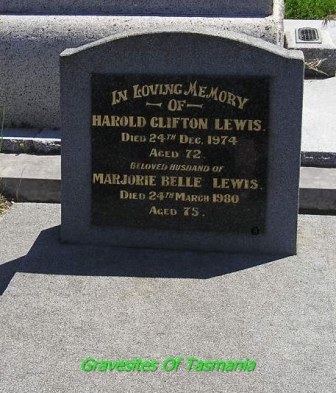 In Loving Memory
— OF —
HAROLD CLIFTON LEWIS.
Died 24TH Dec. 1974
Aged 72.
BELOVED HUSBAND OF
MARJORIE BELLE LEWIS.
Died 24TH March 1980
Aged 75.
Gravesites Of Tasmania